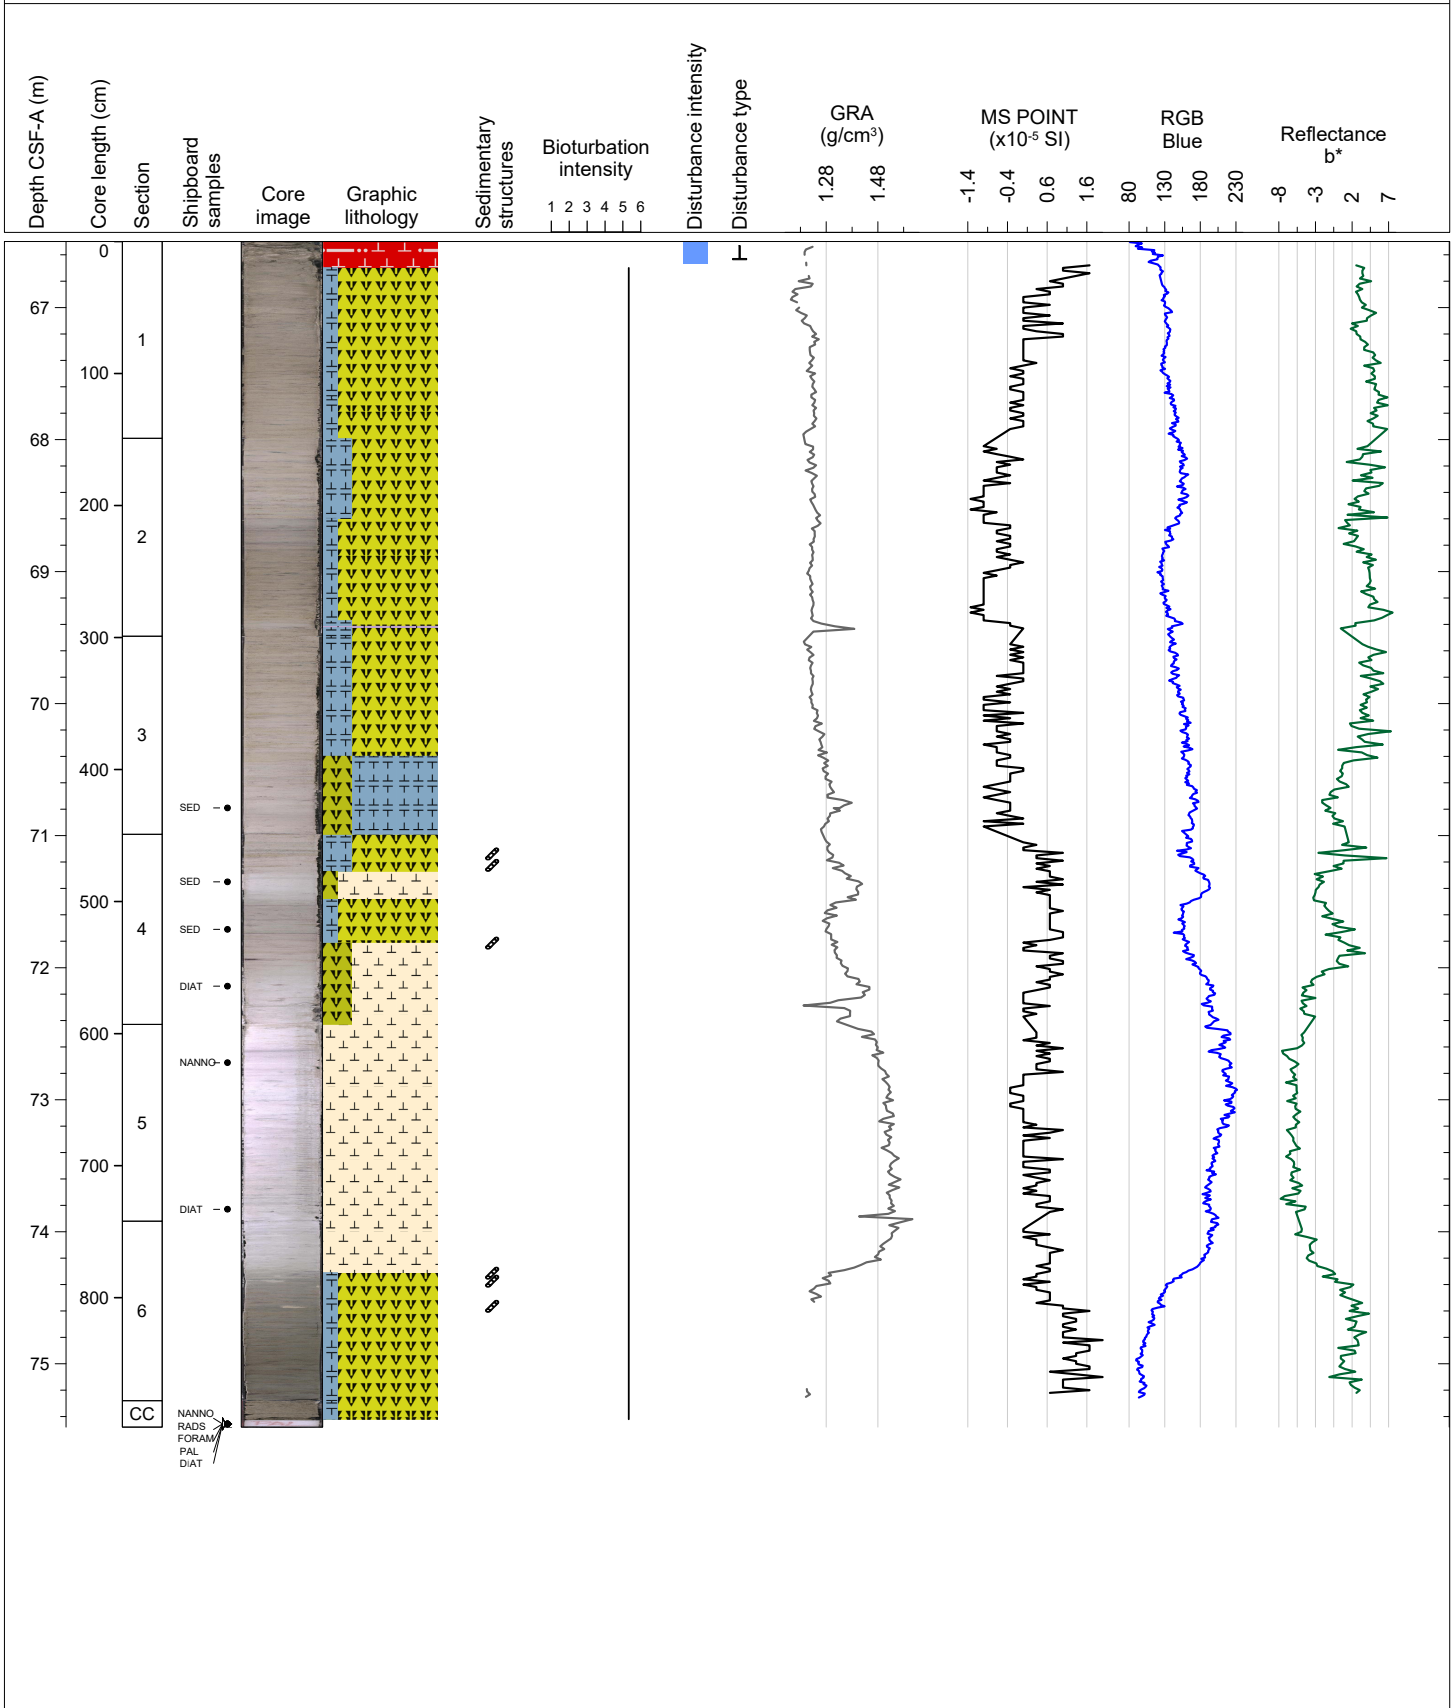 Depth CSF-A (m)
Core length (cm)
Section
Shipboard
samples
Core
image
Graphic
lithology
Sedimentary
structures
Bioturbation
intensity
1 2 3 4 5 6
Disturbance intensity
Disturbance type
GRA
(g/cm³)
1.28 1.48
MS POINT
(x10⁻⁵ SI)
-1.4 -0.4 0.6 1.6
RGB
Blue
80 130 180 230
Reflectance
b*
-8 -3 2 7
0
67
1
100
68
200
2
69
300
70
3
400
SED
71
SED
500
4
SED
72
DIAT
600
NANNO
73
5
700
DIAT
74
800
6
75
CC
NANNO
RADS
FORAM
PAL
DIAT